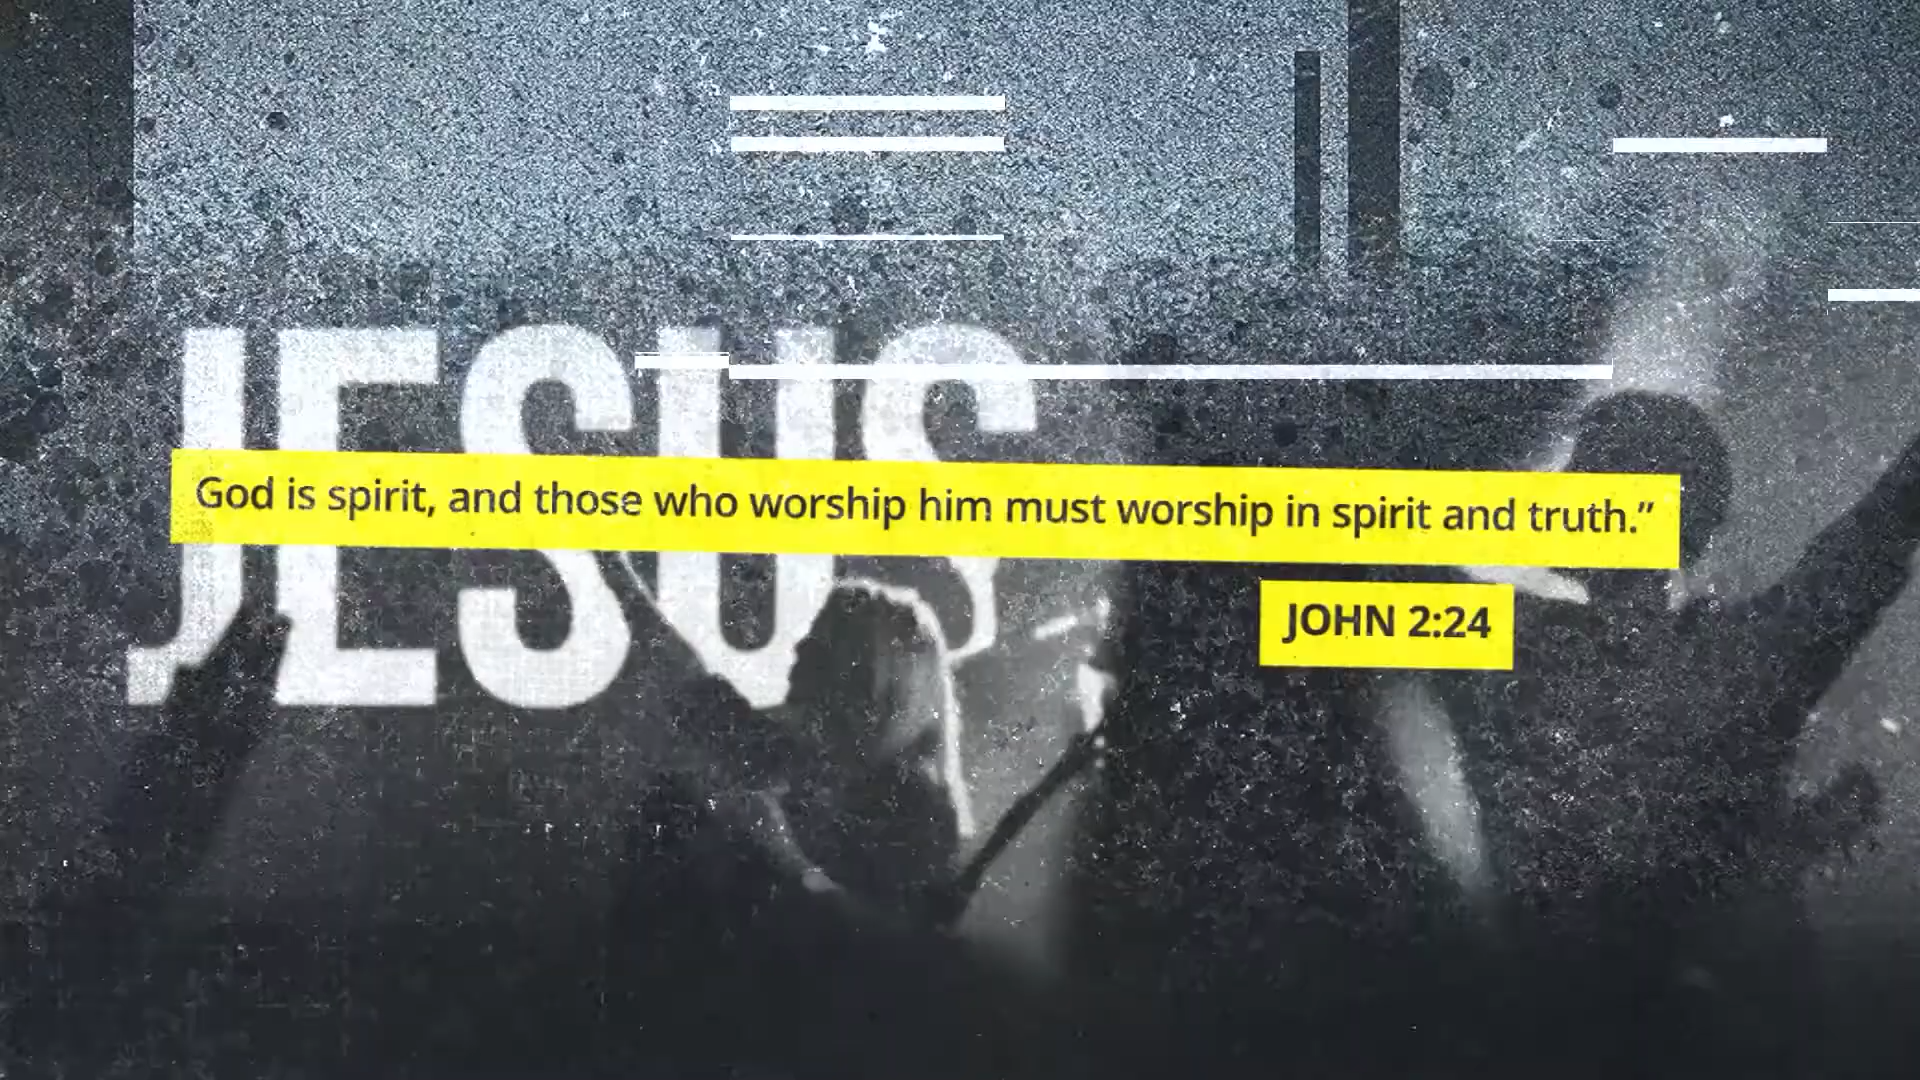 JESUS
God is spirit, and those who worship him must worship in spirit and truth.”
JOHN 2:24